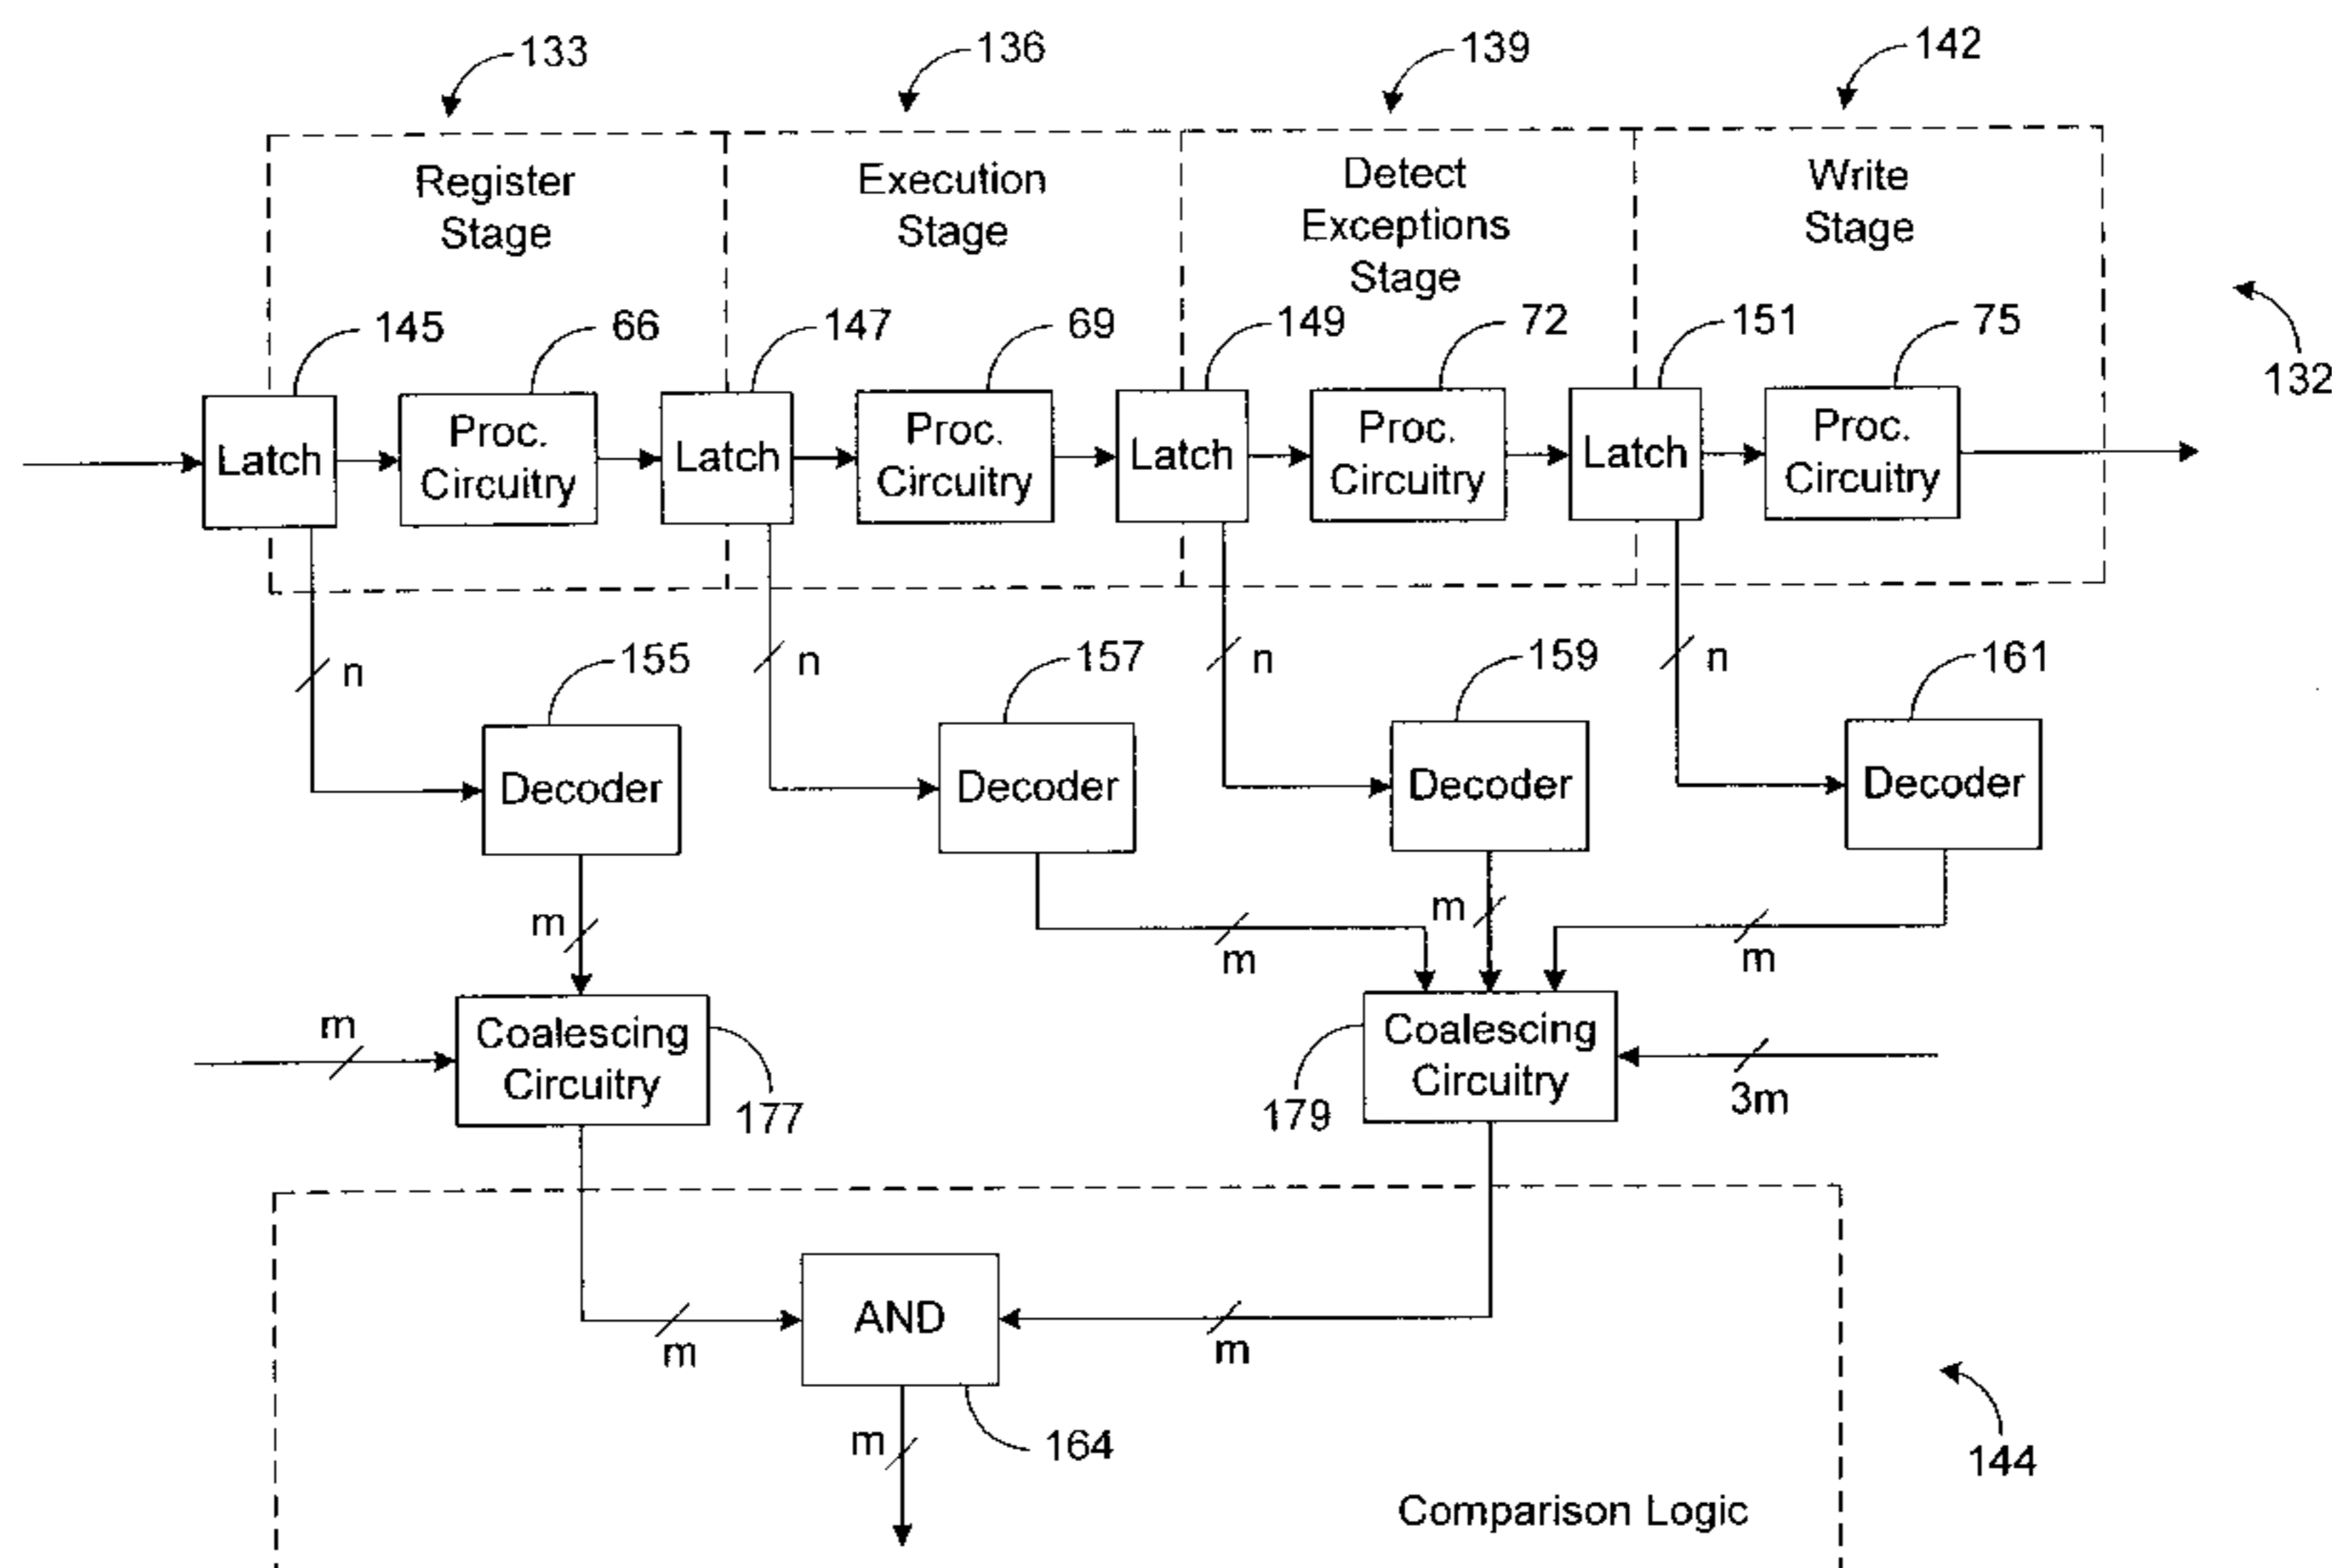 133
136
139
142
Register
Stage
Execution
Stage
Detect
Exceptions
Stage
Write
Stage
145
66
147
69
149
72
151
75
132
Latch
Proc.
Circuitry
Latch
Proc.
Circuitry
Latch
Proc.
Circuitry
Latch
Proc.
Circuitry
n
n
n
n
155
157
159
161
Decoder
Decoder
Decoder
Decoder
m
m
m
m
m
Coalescing
Circuitry
177
Coalescing
Circuitry
179
3m
AND
m
m
m
164
144
Comparison Logic